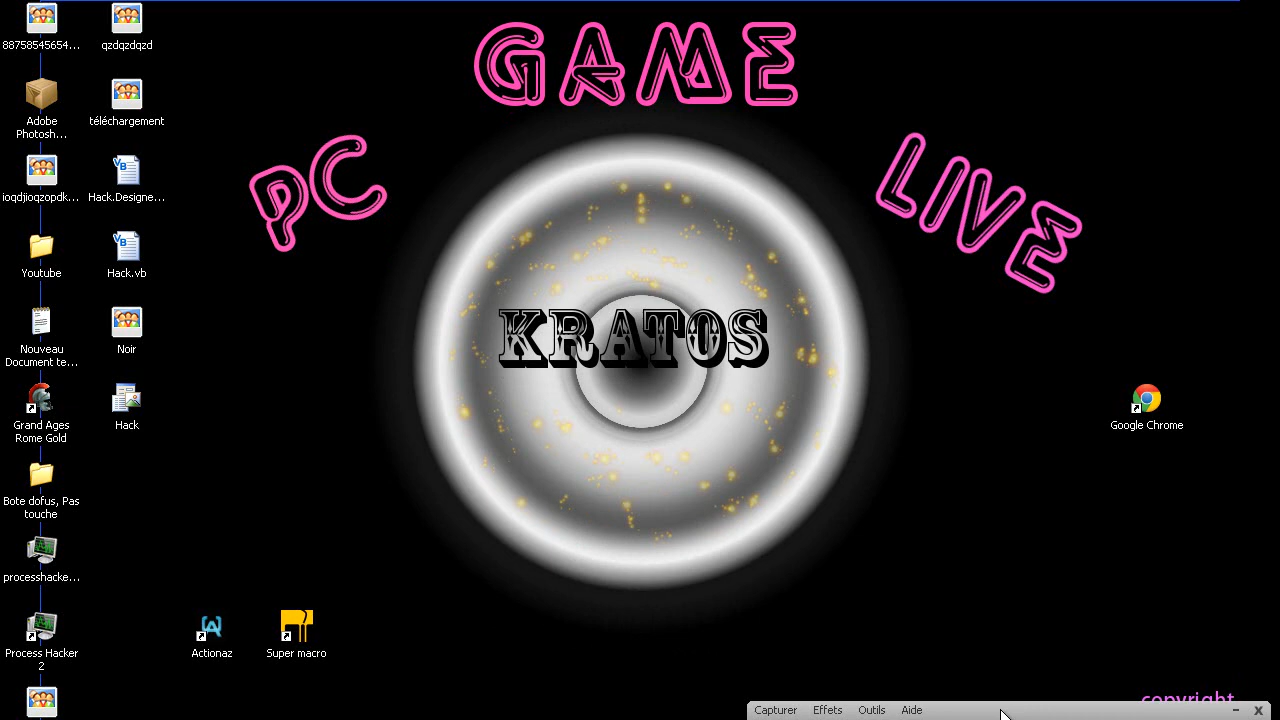 GAME
PC
LIVE
KRATOS
88758545654...
qzdqzdqzd
Adobe
Photosh...
téléchargement
ioqdjioqzopdk...
Hack.Designe...
Youtube
Hack.vb
Nouveau
Document te...
Noir
Grand Ages
Rome Gold
Hack
Google Chrome
Bote dofus, Pas
touche
processhacke...
Process Hacker
2
Actionaz
Super macro
copyright
Capturer Effets Outils Aide